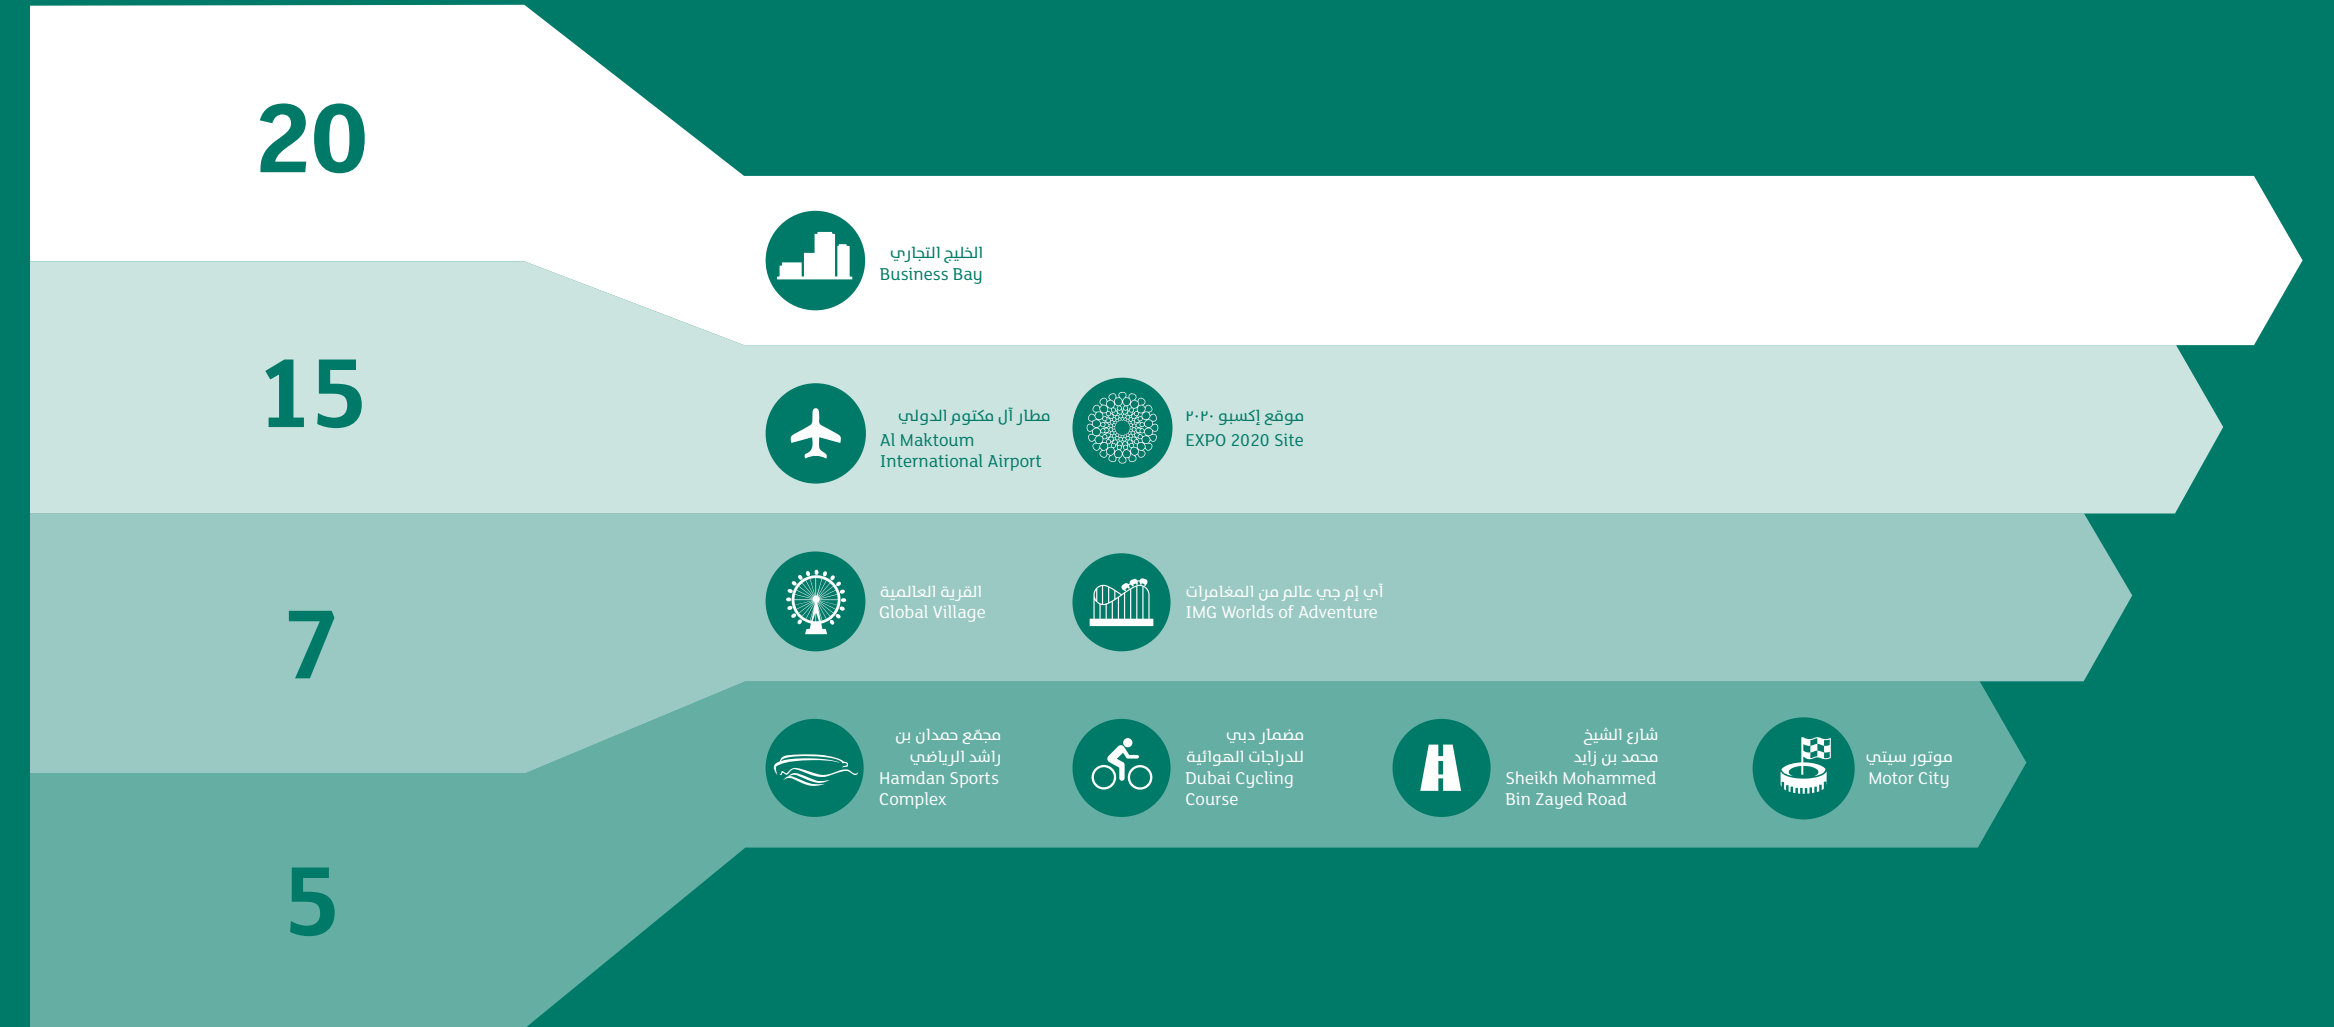 20
الخليج التجاري
Business Bay
15
مطار آل مكتوم الدولي
Al Maktoum
International Airport
موقع إكسبو ٢٠٢٠
EXPO 2020 Site
7
القرية العالمية
Global Village
آي إم جي عالم من المغامرات
IMG Worlds of Adventure
5
مجمّع حمدان بن
راشد الرياضي
Hamdan Sports
Complex
مضمار دبي
للدراجات الهوائية
Dubai Cycling
Course
شارع الشيخ
محمد بن زايد
Sheikh Mohammed
Bin Zayed Road
موتور سيتي
Motor City